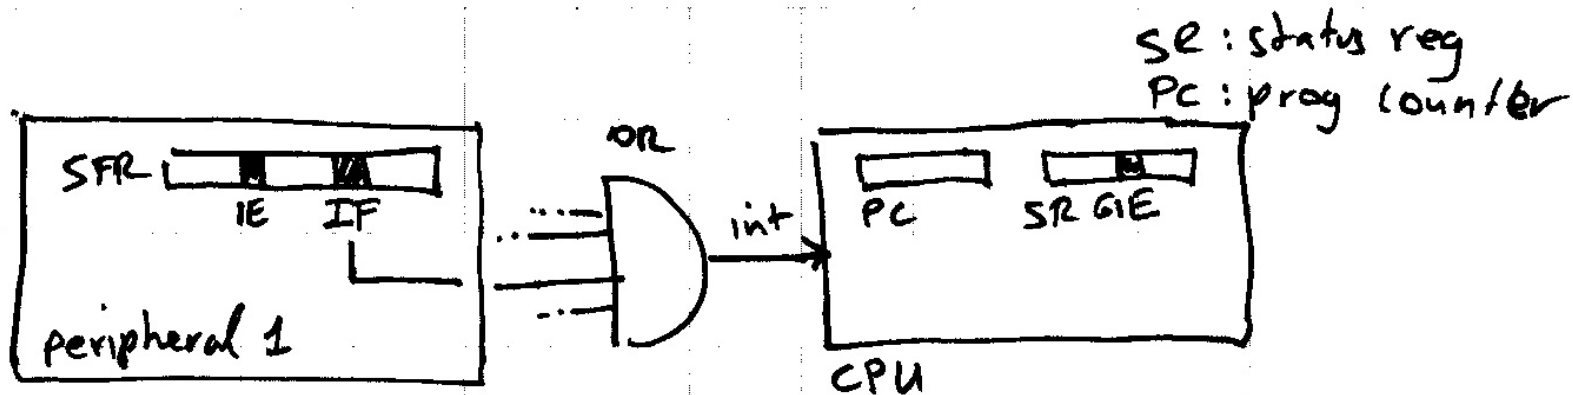 SR : status reg
PC : prog counter
OR
SFR
IE IF
int
PC SR GIE
peripheral 1
CPU